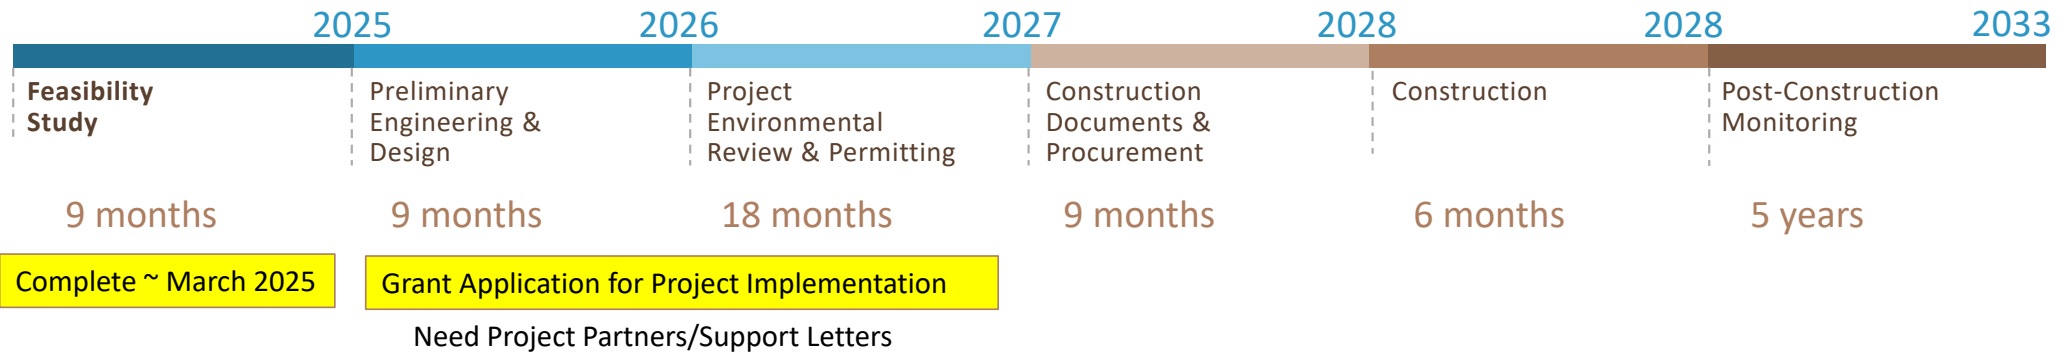 2025 2026 2027 2028 2028 2033
Feasibility
Study
Preliminary
Engineering &
Design
Project
Environmental
Review & Permitting
Construction
Documents &
Procurement
Construction
Post-Construction
Monitoring
9 months 9 months 18 months 9 months 6 months 5 years
Complete ~ March 2025
Grant Application for Project Implementation
Need Project Partners/Support Letters